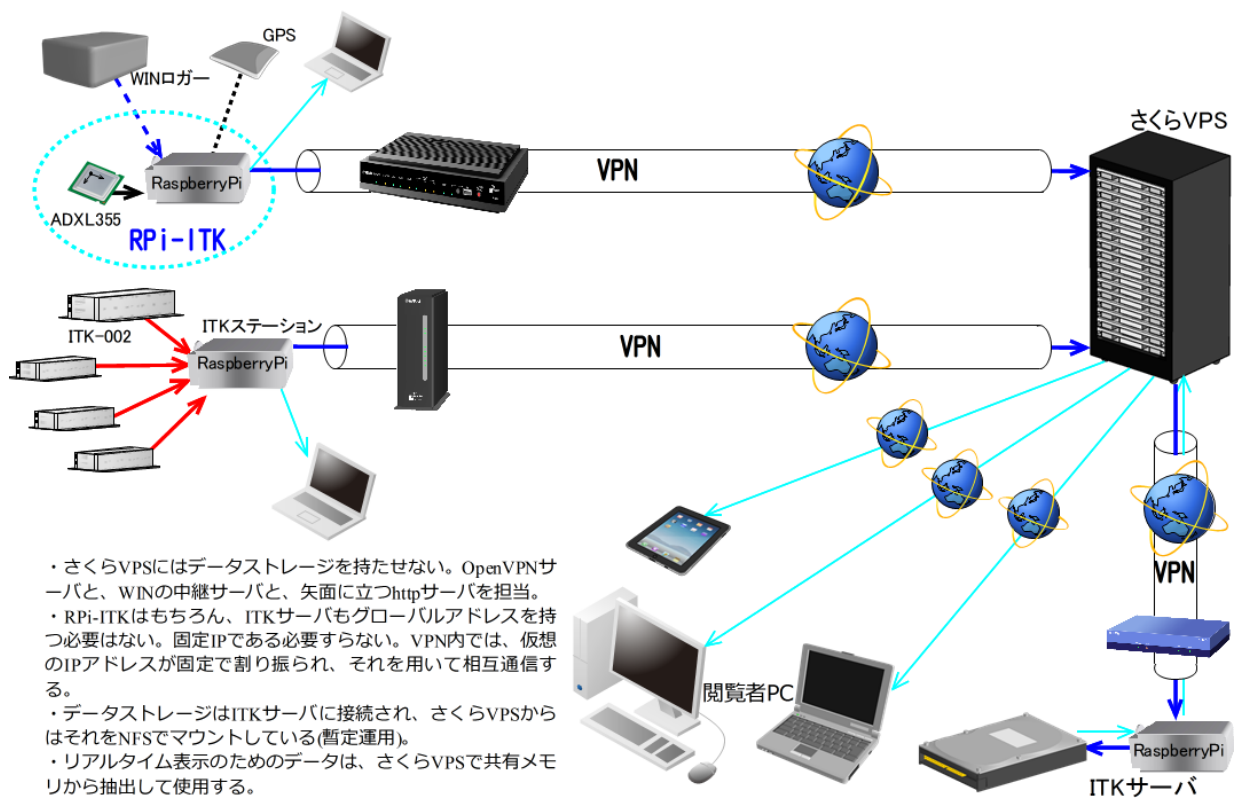 GPS
WINロガー
さくらVPS
VPN
RaspberryPi
ADXL355
RPi-ITK
ITK-002
ITKステーション
RaspberryPi
VPN
・さくらVPSにはデータストレージを持たせない。OpenVPNサ
ーバと、WINの中継サーバと、矢面に立つhttpサーバを担当。
・RPi-ITKはもちろん、ITKサーバもグローバルアドレスを持
つ必要はない。固定IPである必要すらない。VPN内では、仮想
のIPアドレスが固定で割り振られ、それを用いて相互通信す
る。
・データストレージはITKサーバに接続され、さくらVPSから
はそれをNFSでマウントしている(暫定運用)。
・リアルタイム表示のためのデータは、さくらVPSで共有メモ
リから抽出して使用する。
閲覧者PC
VPN
RaspberryPi
ITKサーバ